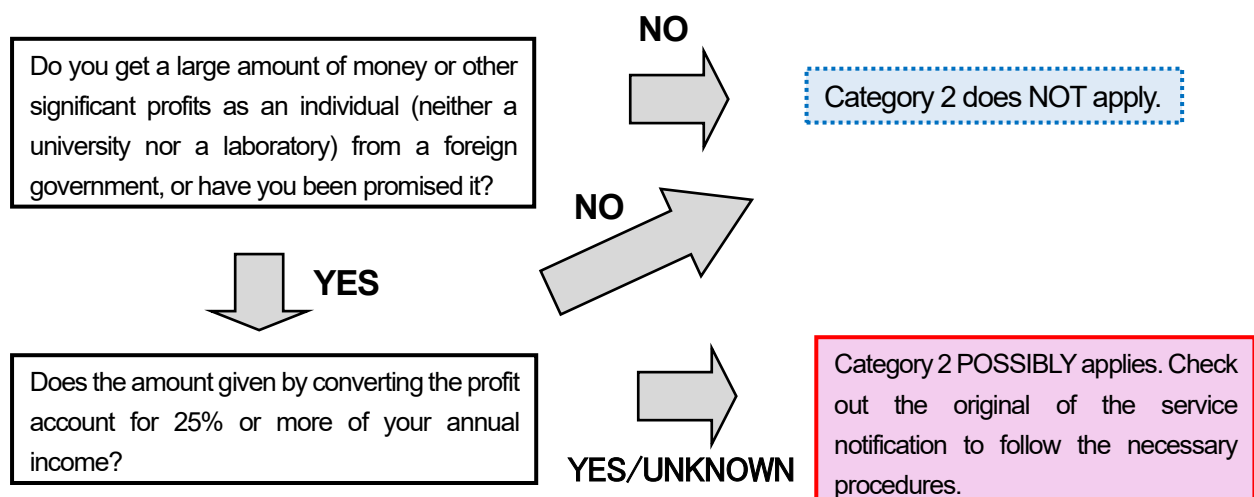 NO
Do you get a large amount of money or other
significant profits as an individual (neither a
university nor a laboratory) from a foreign
government, or have you been promised it?
Category 2 does NOT apply.
NO
YES
Does the amount given by converting the profit
account for 25% or more of your annual
income?
YES/UNKNOWN
Category 2 POSSIBLY applies. Check
out the original of the service
notification to follow the necessary
procedures.